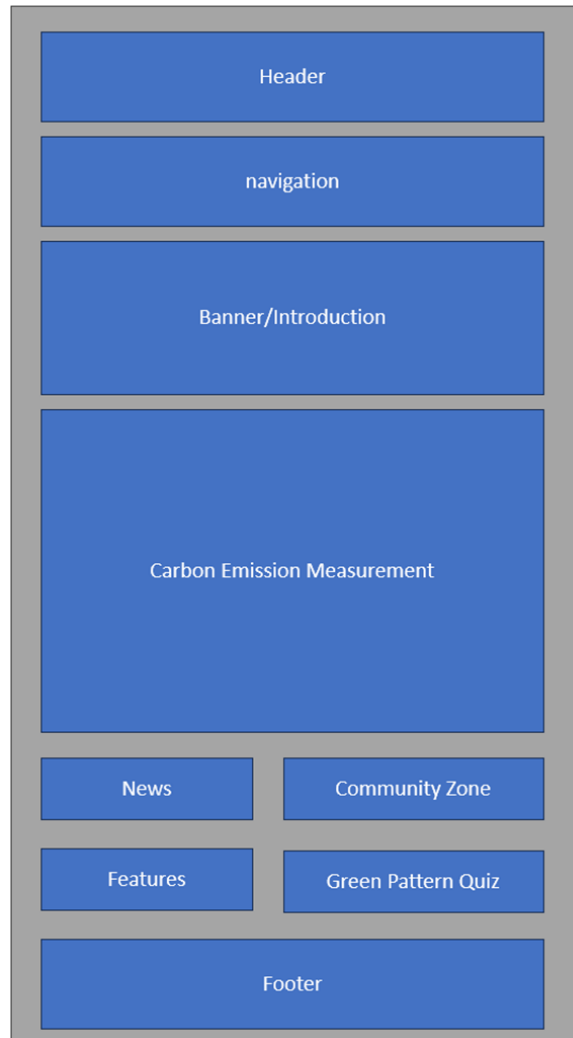 Header
navigation
Banner/Introduction
Carbon Emission Measurement
News
Community Zone
Features
Green Pattern Quiz
Footer